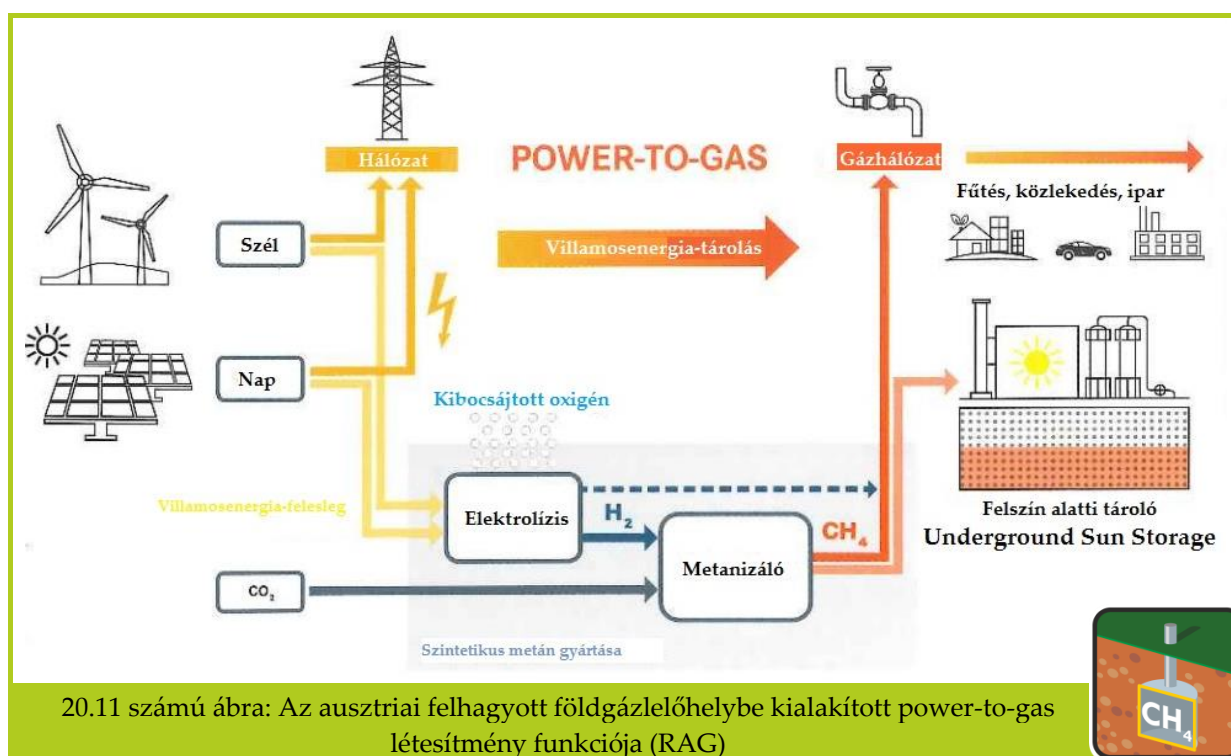 Hálózat
POWER-TO-GAS
Gázhálózat
Fűtés, közlekedés, ipar
Szél
Villamosenergia-tárolás
Nap
Kibocsájtott oxigén
Villamosenergia-felesleg
Elektrolízis
H₂
CH₄
Metanizáló
Felszín alatti tároló
Underground Sun Storage
CO₂
Szintetikus metán gyártása
CH₄
20.11 számú ábra: Az ausztriai felhagyott földgázlelőhelybe kialakított power-to-gas
létesítmény funkciója (RAG)